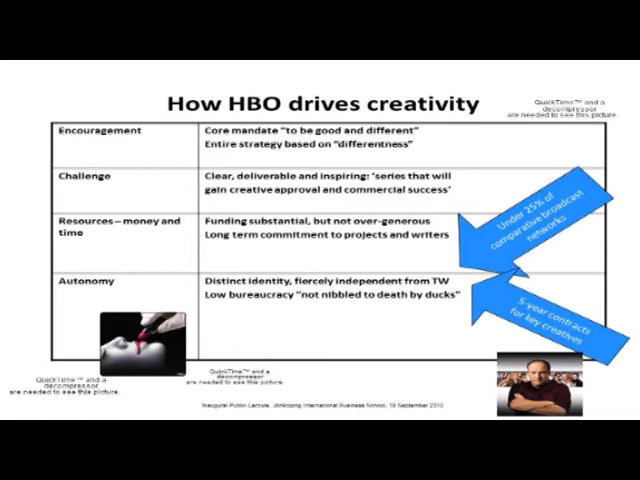 How HBO drives creativity
QuickTime™ and a
decompressor
are needed to see this picture.
Encouragement
Core mandate “to be good and different”
Entire strategy based on “differentness”
Challenge
Clear, deliverable and inspiring: ‘series that will
gain creative approval and commercial success’
Resources – money and
time
Funding substantial, but not over-generous
Long term commitment to projects and writers
Under 25% of
comparative broadcast
networks
Autonomy
Distinct identity, fiercely independent from TW
Low bureaucracy “not nibbled to death by ducks”
5-year contracts
for key creatives
QuickTime™ and a
decompressor
are needed to see this picture.
QuickTime™ and a
decompressor
are needed to see this picture.
Inaugural Public Lecture, Jönköping International Business School, 16 September 2010